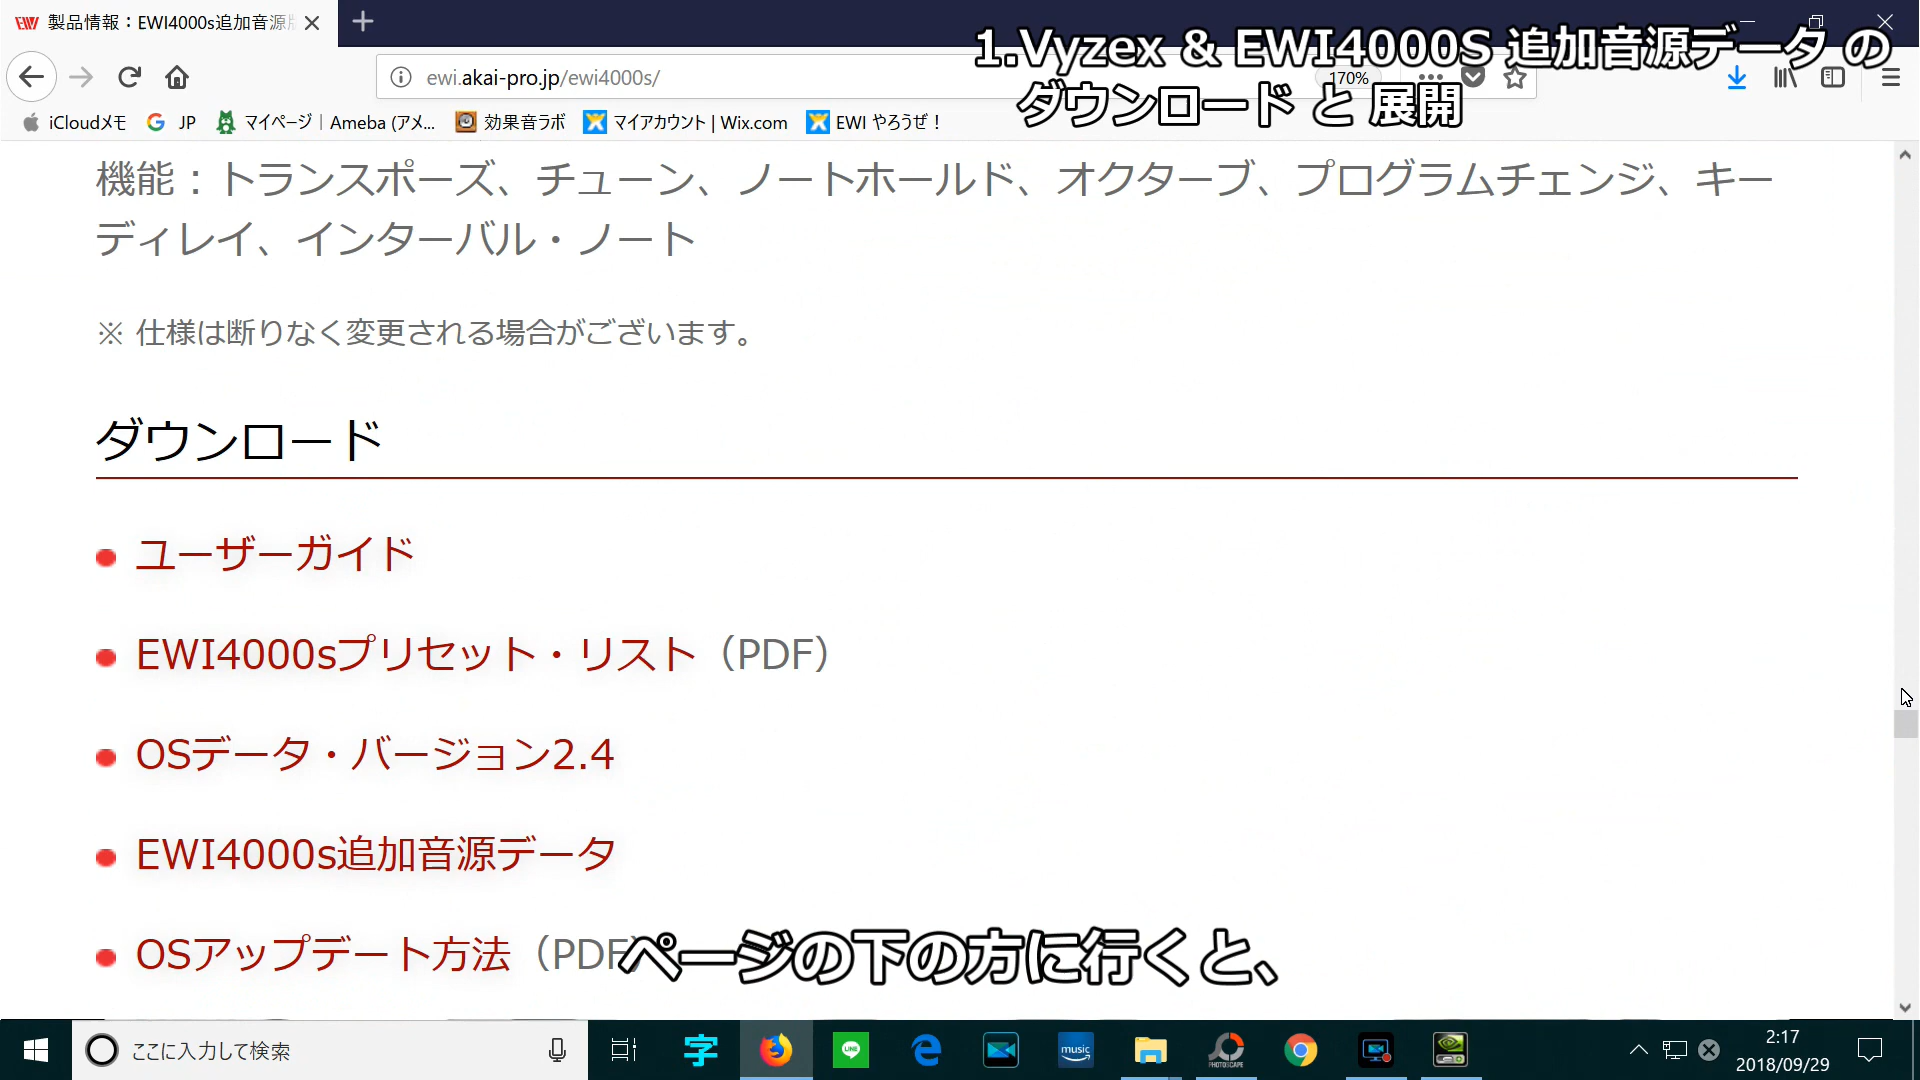 製品情報：EWI4000s追加音源
1.Vyzex & EWI4000S 追加音源データ の
ダウンロード と 展開
ewi.akai-pro.jp/ewi4000s/
170%
iCloudメモ
JP
マイページ | Ameba (アメ...
効果音ラボ
マイアカウント | Wix.com
EWI やろうぜ！
機能：トランスポーズ、チューン、ノートホールド、オクターブ、プログラムチェンジ、キー
ディレイ、インターバル・ノート
※ 仕様は断りなく変更される場合がございます。
ダウンロード
ユーザーガイド
EWI4000sプリセット・リスト（PDF）
OSデータ・バージョン2.4
EWI4000s追加音源データ
OSアップデート方法（PDF）
ページの下の方に行くと、
ここに入力して検索
字
LINE
music
PHOTOSCAPE
2:17
2018/09/29